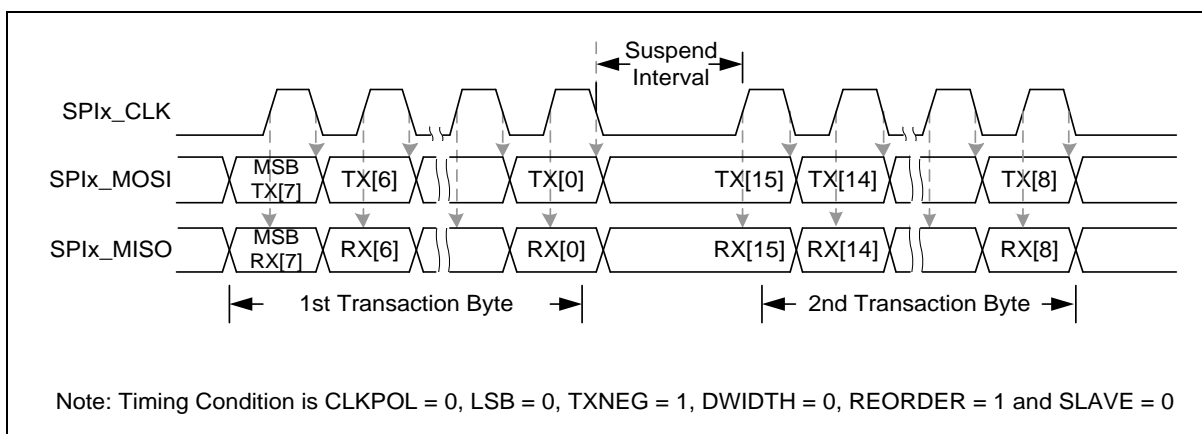 Suspend
Interval
SPIx_CLK
SPIx_MOSI
MSB
TX[7]
TX[6]
TX[0]
TX[15]
TX[14]
TX[8]
SPIx_MISO
MSB
RX[7]
RX[6]
RX[0]
RX[15]
RX[14]
RX[8]
1st Transaction Byte
2nd Transaction Byte
Note: Timing Condition is CLKPOL = 0, LSB = 0, TXNEG = 1, DWIDTH = 0, REORDER = 1 and SLAVE = 0